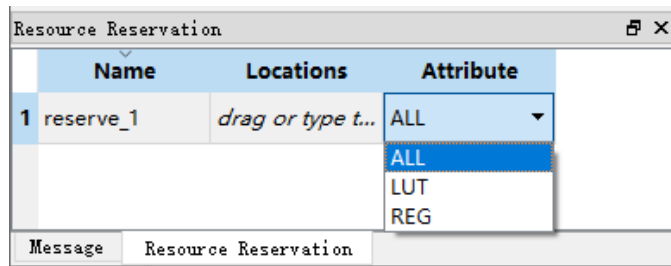 Resource Reservation
Name Locations Attribute
1 reserve_1 drag or type t... ALL
ALL
LUT
REG
Message Resource Reservation